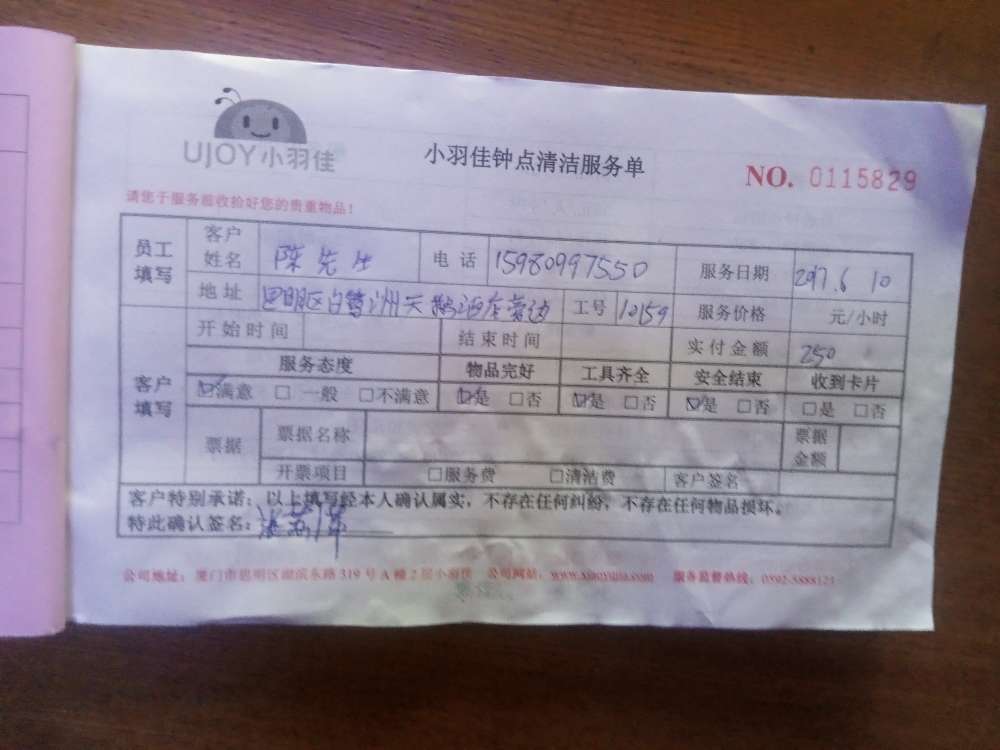 UJOY小羽佳
小羽佳钟点清洁服务单
NO. 0115829
请您于服务前收拾好您的贵重物品！
员工填写 客户姓名 陈先生 电话 15980997550 服务日期 2017.6 10
地址 思明区白鹭洲天鹅酒店旁边 工号 10159 服务价格 元/小时
客户填写 开始时间 结束时间 实付金额 250
服务态度 物品完好 工具齐全 安全结束 收到卡片
☑满意 □一般 □不满意 ☑是 □否 ☑是 □否 ☑是 □否 □是 □否
票据 票据名称 票据金额
开票项目 □服务费 □清洁费 客户签名
客户特别承诺：以上填写经本人确认属实，不存在任何纠纷，不存在任何物品损坏。
特此确认签名：
公司地址：厦门市思明区湖滨东路319号A幢2层小羽佳 公司网站：www.xiaoyujia.com 服务监督热线：0592-5888121